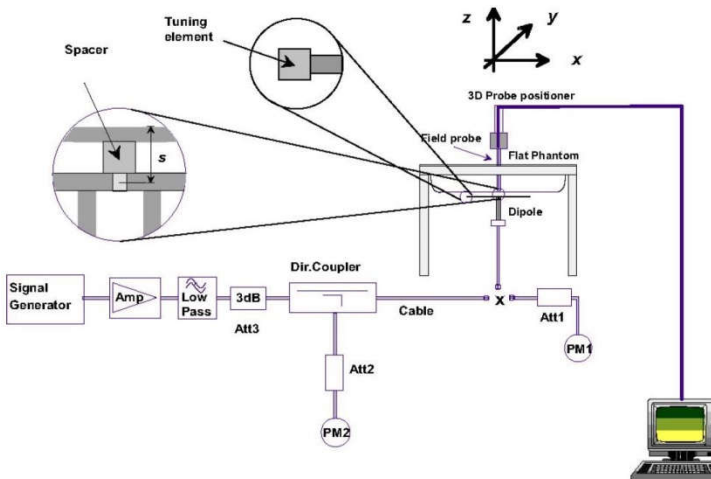 Tuning
element
Spacer
s
z
y
x
3D Probe positioner
Field probe
Flat Phantom
Dipole
Dir.Coupler
Signal
Generator
Amp
Low
Pass
3dB
Att3
Cable
x
Att1
PM1
Att2
PM2